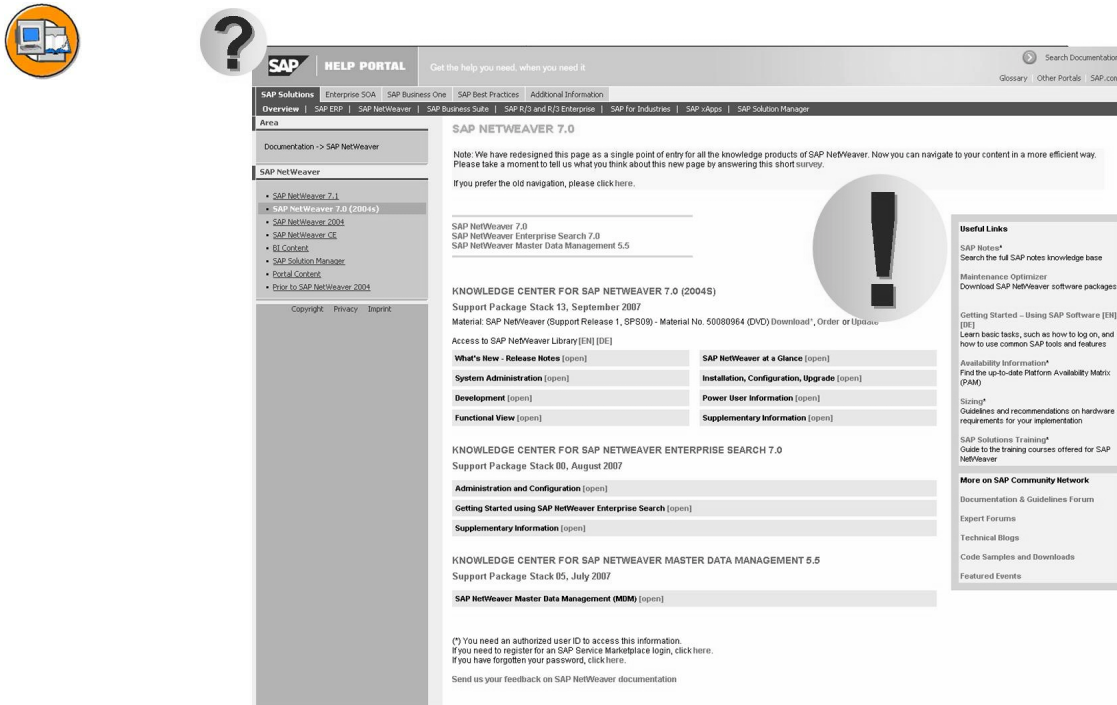 ?
SAP HELP PORTAL Get the help you need, when you need it
Search Documentation
Glossary Other Portals SAP.com
SAP Solutions Enterprise SOA SAP Business One SAP Best Practices Additional Information
Overview | SAP ERP | SAP NetWeaver | SAP Business Suite | SAP R/3 and R/3 Enterprise | SAP for Industries | SAP xApps | SAP Solution Manager
Area
Documentation -> SAP NetWeaver
SAP NetWeaver
• SAP NetWeaver 7.1
• SAP NetWeaver 7.0 (2004s)
• SAP NetWeaver 2004
• SAP NetWeaver CE
• BI Content
• SAP Solution Manager
• Portal Content
• Prior to SAP NetWeaver 2004
Copyright Privacy Imprint
SAP NETWEAVER 7.0
Note: We have redesigned this page as a single point of entry for all the knowledge products of SAP NetWeaver. Now you can navigate to your content in a more efficient way.
Please take a moment to tell us what you think about this new page by answering this short survey.
If you prefer the old navigation, please click here.
!
SAP NetWeaver 7.0
SAP NetWeaver Enterprise Search 7.0
SAP NetWeaver Master Data Management 5.5
KNOWLEDGE CENTER FOR SAP NETWEAVER 7.0 (2004S)
Support Package Stack 13, September 2007
Material: SAP NetWeaver (Support Release 1, SPS09) - Material No. 50080964 (DVD) Download*, Order or Update
Access to SAP NetWeaver Library [EN] [DE]
What's New - Release Notes [open] SAP NetWeaver at a Glance [open]
System Administration [open] Installation, Configuration, Upgrade [open]
Development [open] Power User Information [open]
Functional View [open] Supplementary Information [open]
KNOWLEDGE CENTER FOR SAP NETWEAVER ENTERPRISE SEARCH 7.0
Support Package Stack 00, August 2007
Administration and Configuration [open]
Getting Started using SAP NetWeaver Enterprise Search [open]
Supplementary Information [open]
KNOWLEDGE CENTER FOR SAP NETWEAVER MASTER DATA MANAGEMENT 5.5
Support Package Stack 05, July 2007
SAP NetWeaver Master Data Management (MDM) [open]
(*) You need an authorized user ID to access this information.
If you need to register for an SAP Service Marketplace login, click here.
If you have forgotten your password, click here.
Send us your feedback on SAP NetWeaver documentation
Useful Links
SAP Notes*
Search the full SAP notes knowledge base
Maintenance Optimizer
Download SAP NetWeaver software packages
Getting Started – Using SAP Software [EN]
[DE]
Learn basic tasks, such as how to log on, and
how to use common SAP tools and features
Availability Information*
Find the up-to-date Platform Availability Matrix
(PAM)
Sizing*
Guidelines and recommendations on hardware
requirements for your implementation
SAP Solutions Training*
Guide to the training courses offered for SAP
NetWeaver
More on SAP Community Network
Documentation & Guidelines Forum
Expert Forums
Technical Blogs
Code Samples and Downloads
Featured Events